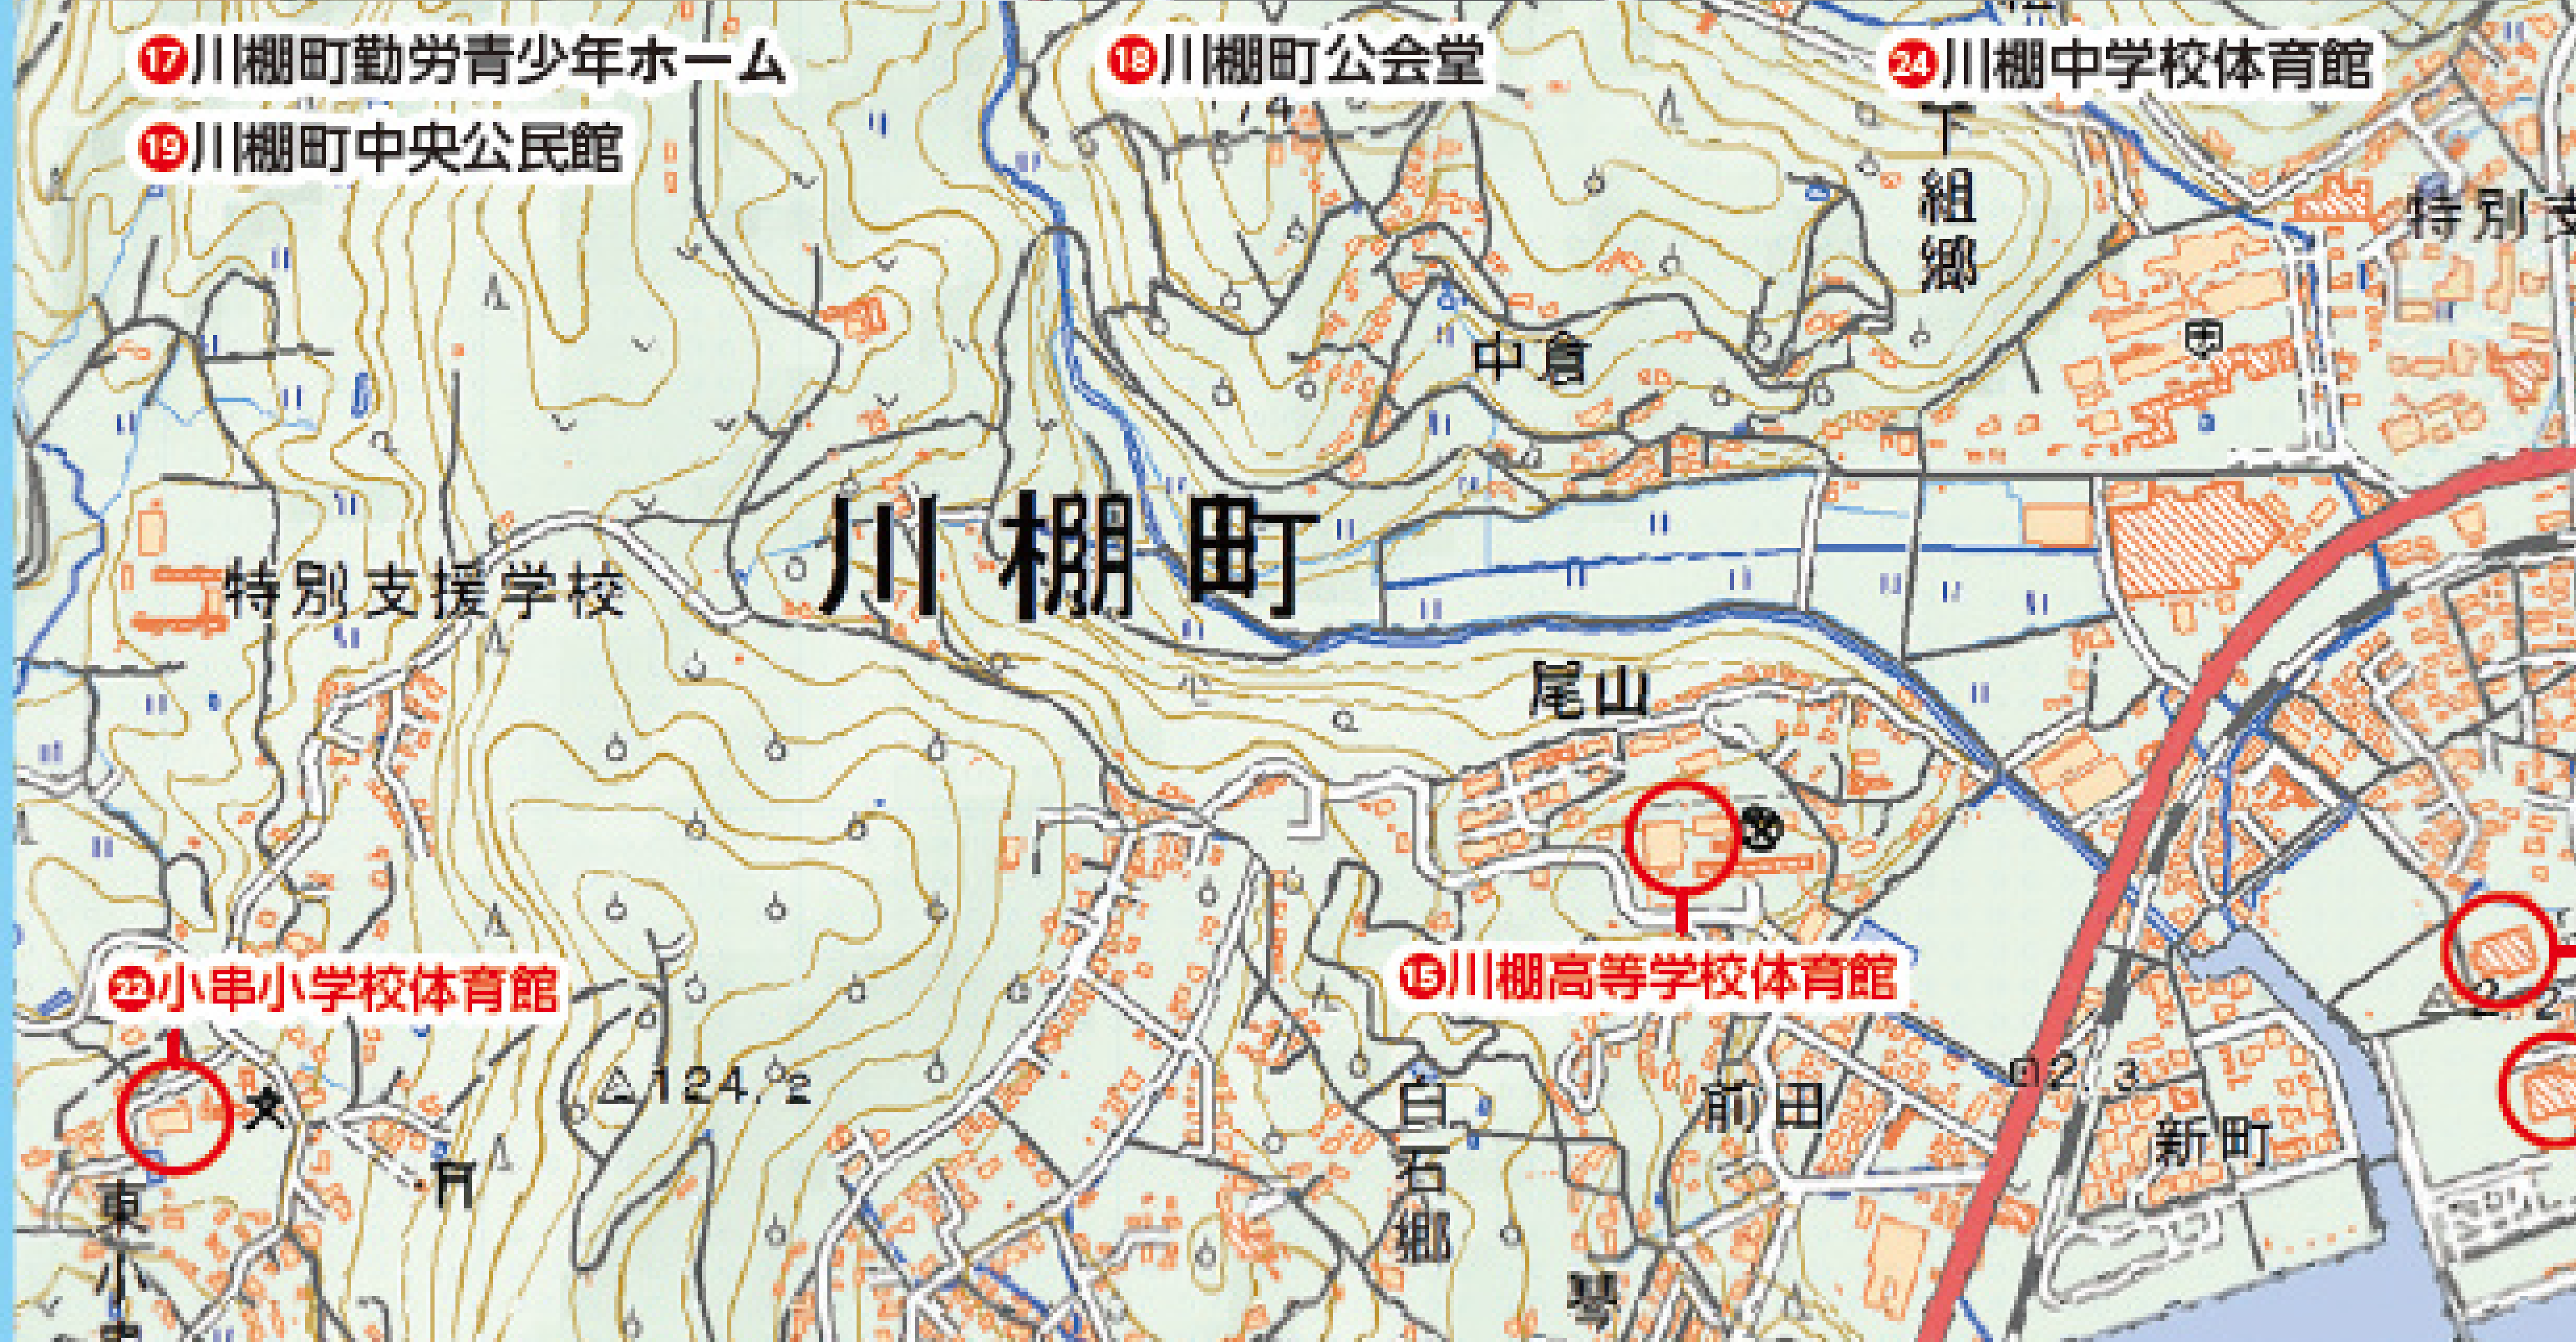 ⑰川棚町勤労青少年ホーム
⑱川棚町公会堂
㉔川棚中学校体育館
⑲川棚町中央公民館
74
下組郷
特別支
中倉
川棚町
特別支援学校
尾山
小串小学校体育館
⑮川棚高等学校体育館
124.2
白石郷
前田
2.3
新町
東小
琴